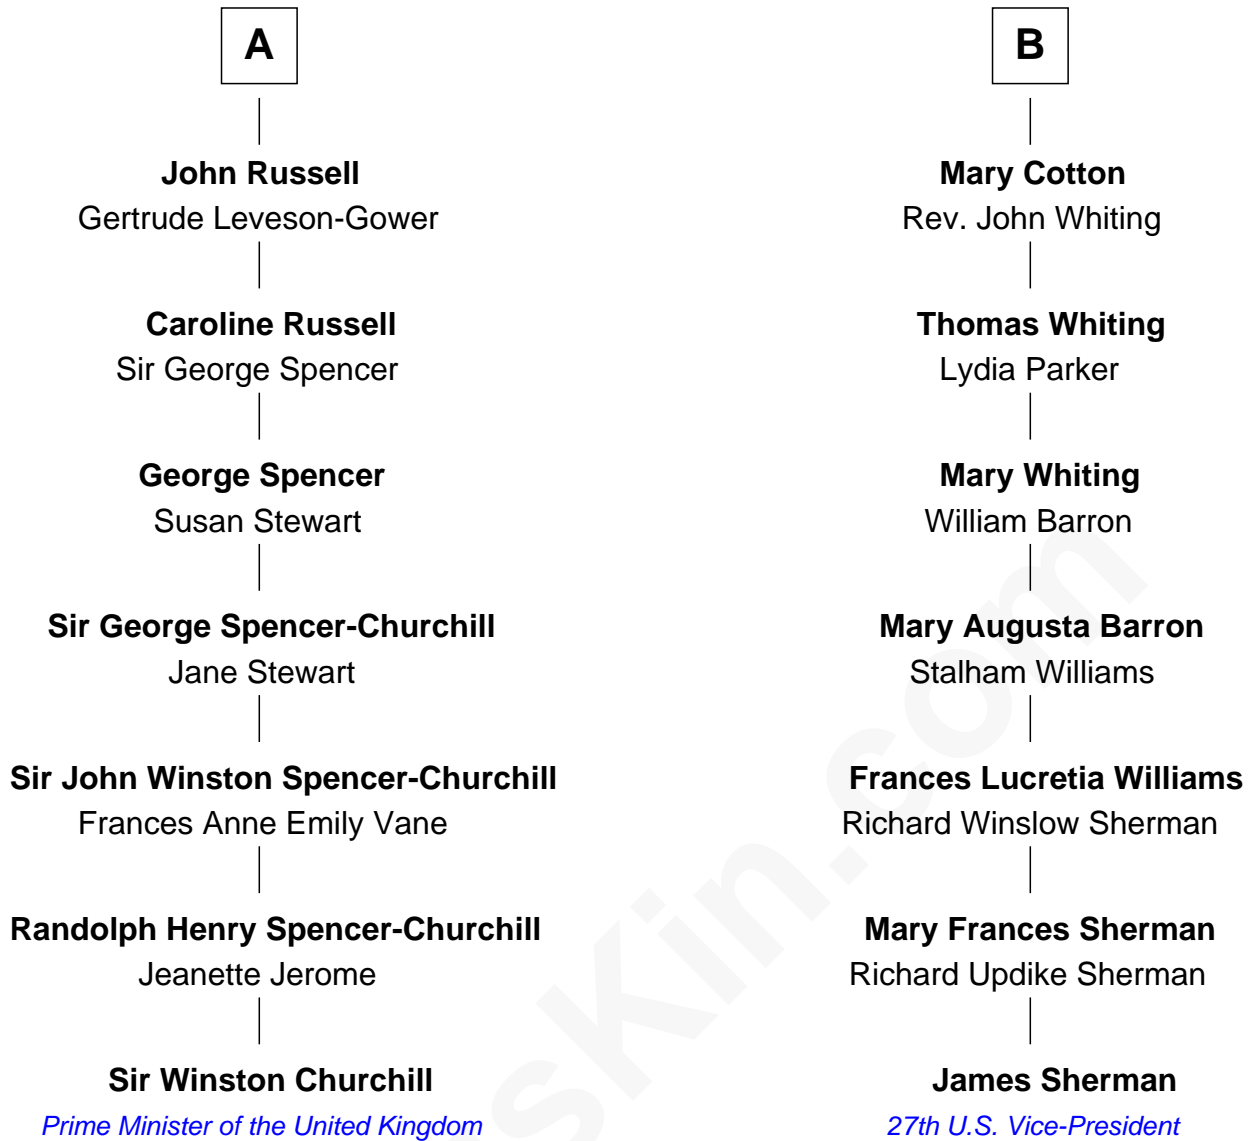 A
John Russell
Gertrude Leveson-Gower
Caroline Russell
Sir George Spencer
George Spencer
Susan Stewart
Sir George Spencer-Churchill
Jane Stewart
Sir John Winston Spencer-Churchill
Frances Anne Emily Vane
Randolph Henry Spencer-Churchill
Jeanette Jerome
Sir Winston Churchill
Prime Minister of the United Kingdom
B
Mary Cotton
Rev. John Whiting
Thomas Whiting
Lydia Parker
Mary Whiting
William Barron
Mary Augusta Barron
Stalham Williams
Frances Lucretia Williams
Richard Winslow Sherman
Mary Frances Sherman
Richard Updike Sherman
James Sherman
27th U.S. Vice-President
sKin.com